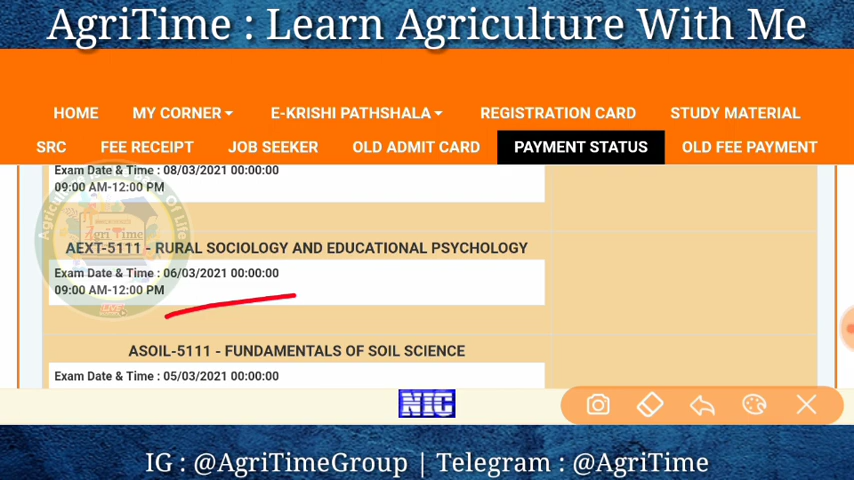 AgriTime : Learn Agriculture With Me
HOME MY CORNER E-KRISHI PATHSHALA REGISTRATION CARD STUDY MATERIAL
SRC FEE RECEIPT JOB SEEKER OLD ADMIT CARD PAYMENT STATUS OLD FEE PAYMENT
Exam Date & Time : 08/03/2021 00:00:00
09:00 AM-12:00 PM
Agri Time
AEXT-5111 - RURAL SOCIOLOGY AND EDUCATIONAL PSYCHOLOGY
Exam Date & Time : 06/03/2021 00:00:00
09:00 AM-12:00 PM
ASOIL-5111 - FUNDAMENTALS OF SOIL SCIENCE
Exam Date & Time : 05/03/2021 00:00:00
NIC
IG : @AgriTimeGroup | Telegram : @AgriTime